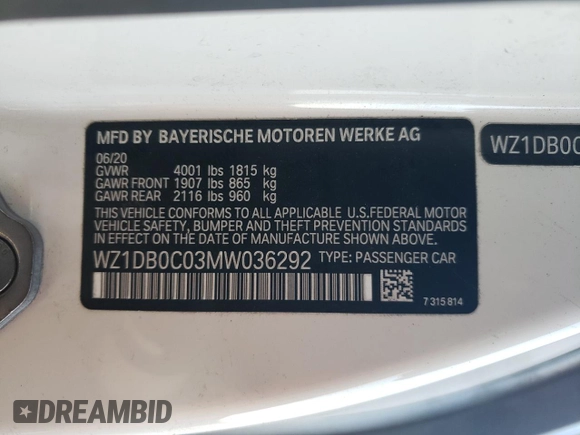 MFD BY BAYERISCHE MOTOREN WERKE AG
06/20
GVWR 4001 lbs 1815 kg
GAWR FRONT 1907 lbs 865 kg
GAWR REAR 2116 lbs 960 kg
THIS VEHICLE CONFORMS TO ALL APPLICABLE U.S.FEDERAL MOTOR
VEHICLE SAFETY, BUMPER AND THEFT PREVENTION STANDARDS IN
EFFECT ON THE DATE OF MANUFACTURE SHOWN ABOVE.
WZ1DB0C03MW036292 TYPE: PASSENGER CAR
7 315 814
WZ1DB0C
DREAMBID